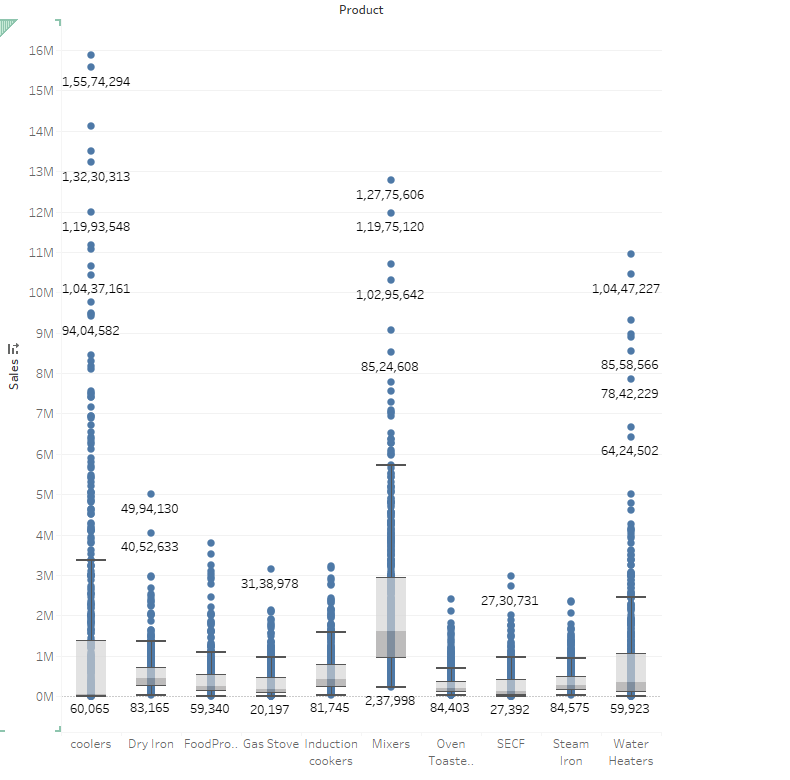 Product
Sales
16M
15M
14M
13M
12M
11M
10M
9M
8M
7M
6M
5M
4M
3M
2M
1M
0M
1,55,74,294
1,32,30,313
1,19,93,548
1,04,37,161
94,04,582
60,065
49,94,130
40,52,633
83,165
59,340
31,38,978
20,197
81,745
1,27,75,606
1,19,75,120
1,02,95,642
85,24,608
2,37,998
84,403
27,30,731
27,392
84,575
1,04,47,227
85,58,566
78,42,229
64,24,502
59,923
coolers
Dry Iron
FoodPro..
Gas Stove
Induction
cookers
Mixers
Oven
Toaste..
SECF
Steam
Iron
Water
Heaters